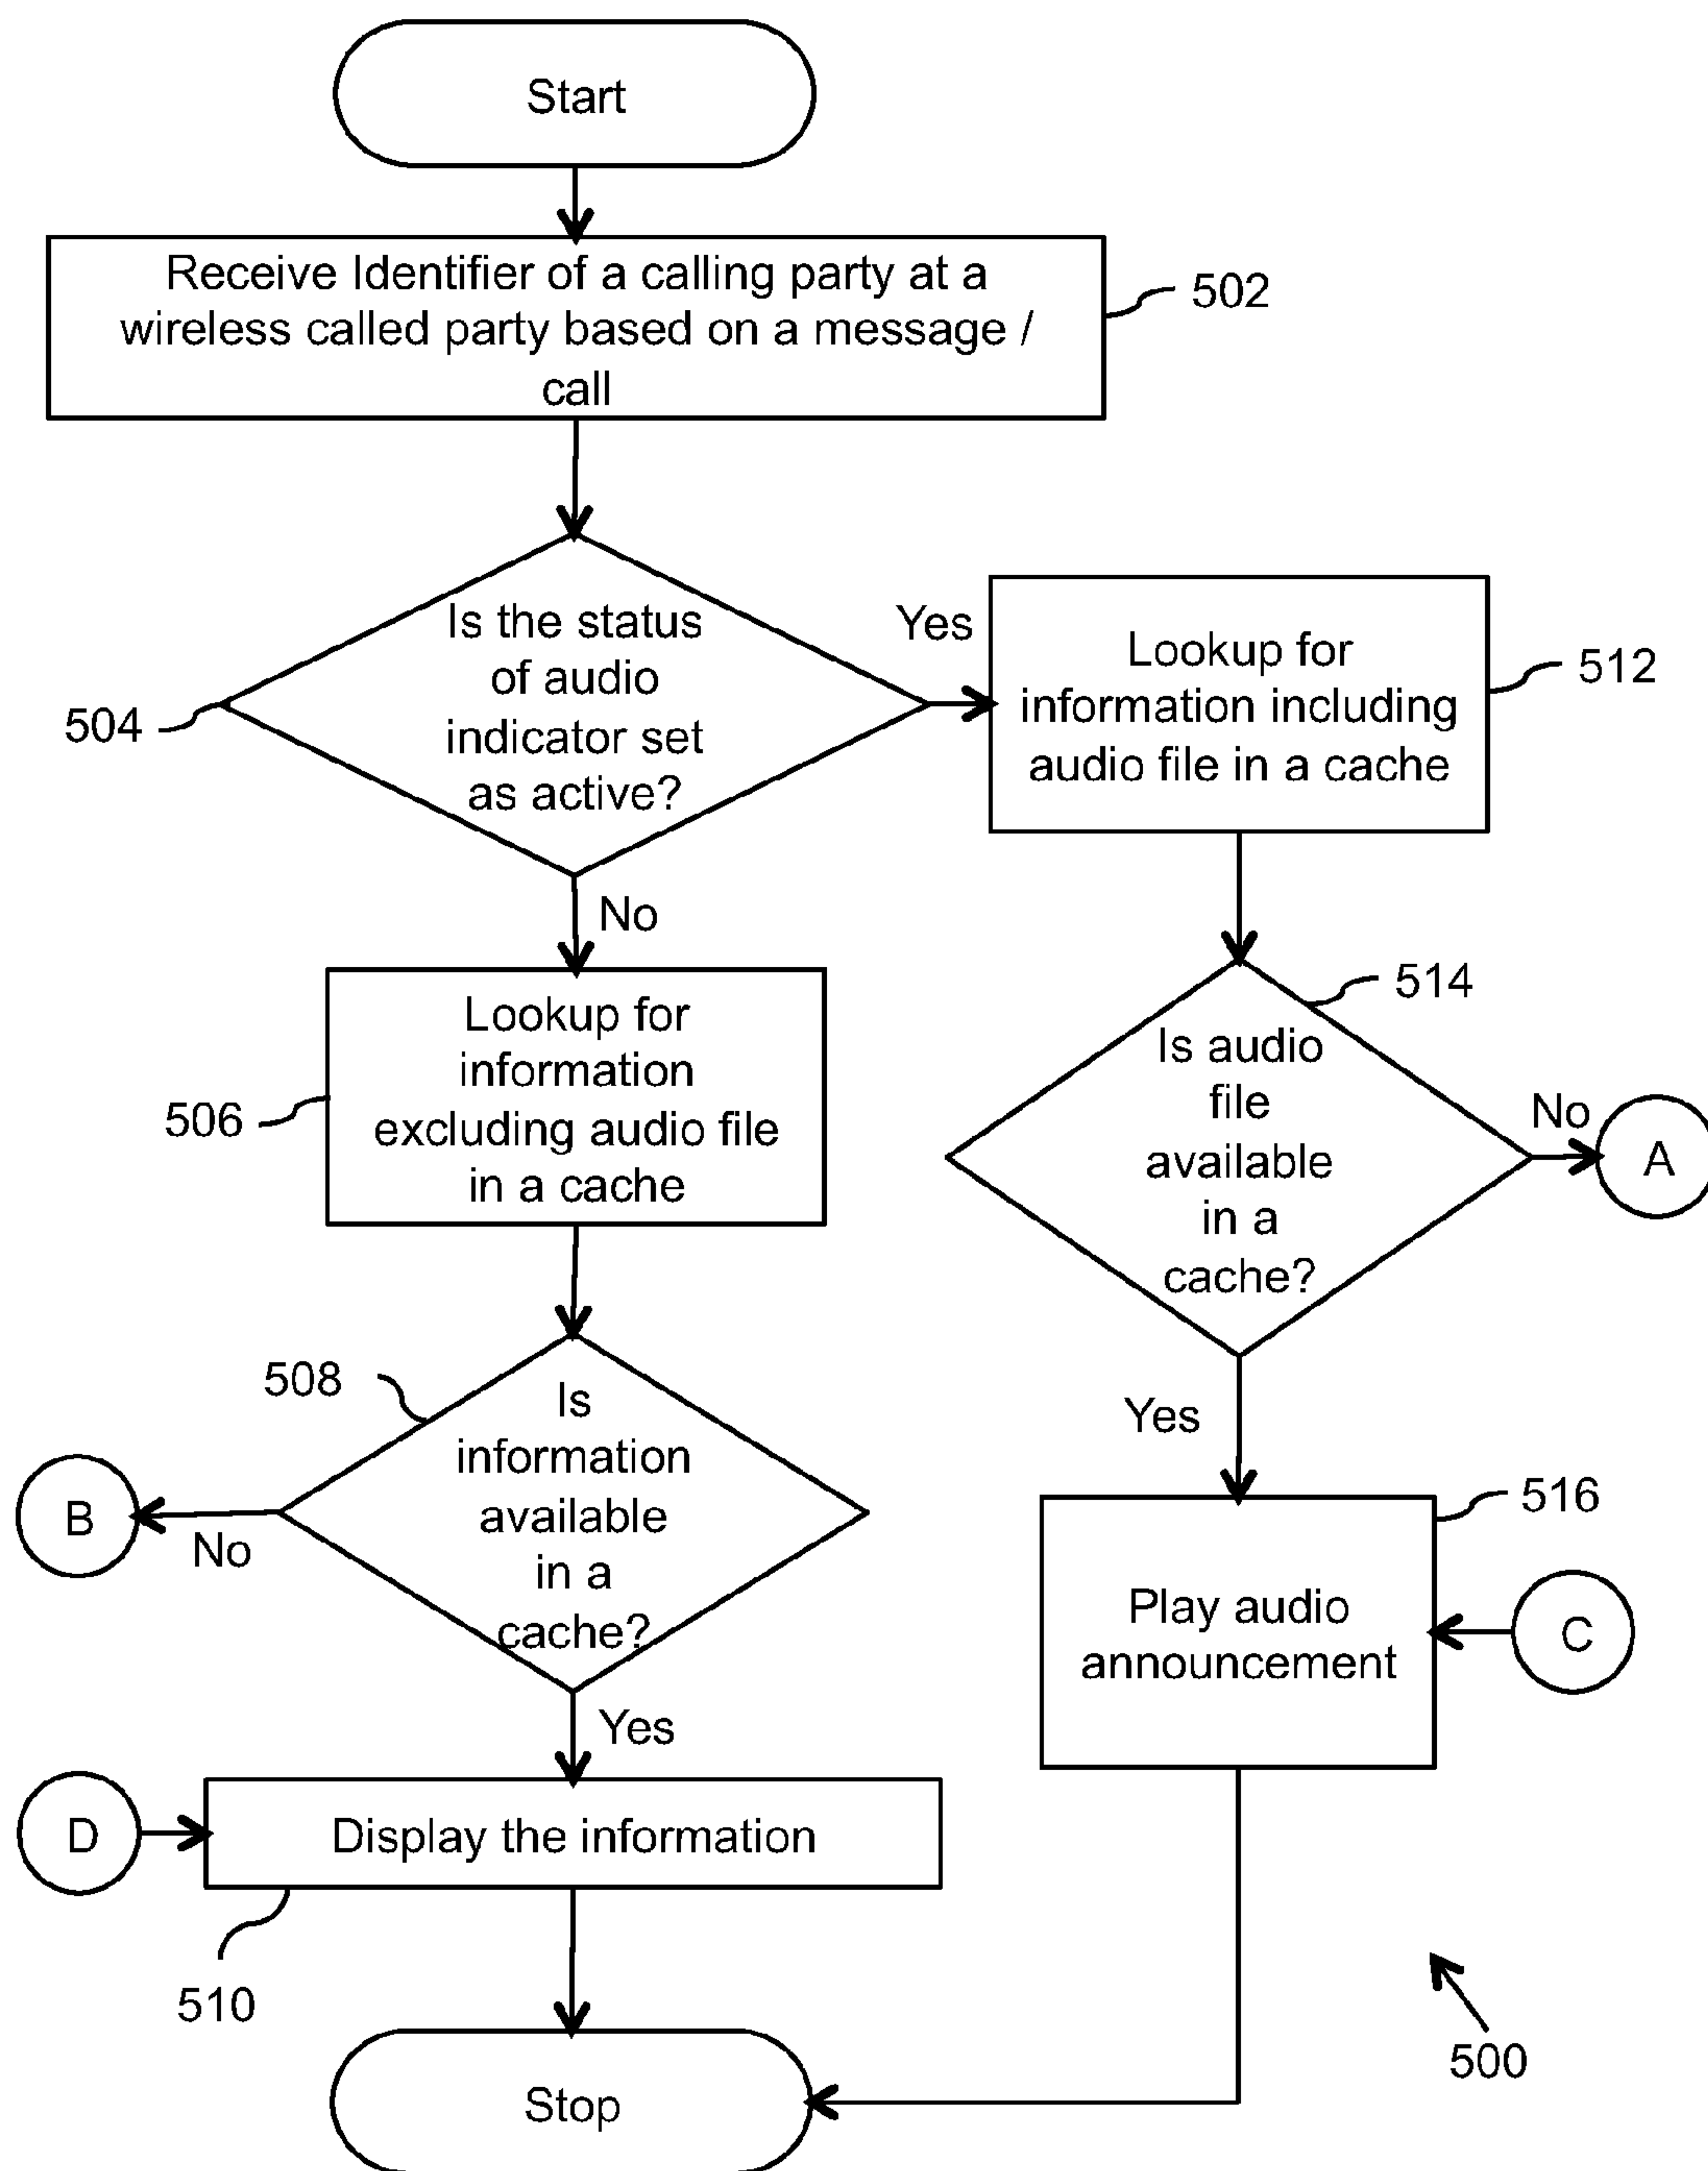 Start
Receive Identifier of a calling party at a
wireless called party based on a message /
call
502
Is the status
of audio
indicator set
as active?
504
Yes
No
Lookup for
information including
audio file in a cache
512
Lookup for
information
excluding audio file
in a cache
506
Is audio
file
available
in a
cache?
514
No
A
Yes
Is
information
available
in a
cache?
508
B
No
Yes
Play audio
announcement
516
C
D
Display the information
510
Stop
500